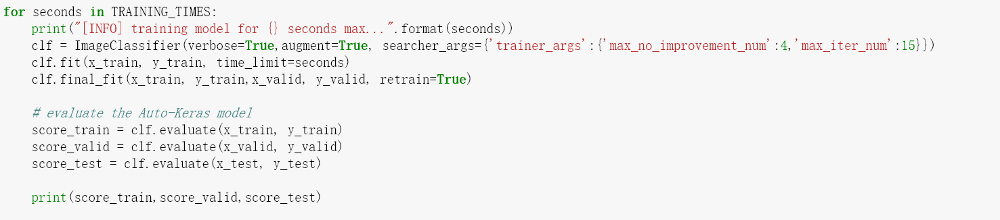 for seconds in TRAINING_TIMES:
    print("[INFO] training model for {} seconds max...".format(seconds))
    clf = ImageClassifier(verbose=True,augment=True, searcher_args={'trainer_args':{'max_no_improvement_num':4,'max_iter_num':15}})
    clf.fit(x_train, y_train, time_limit=seconds)
    clf.final_fit(x_train, y_train,x_valid, y_valid, retrain=True)

    # evaluate the Auto-Keras model
    score_train = clf.evaluate(x_train, y_train)
    score_valid = clf.evaluate(x_valid, y_valid)
    score_test = clf.evaluate(x_test, y_test)

    print(score_train,score_valid,score_test)